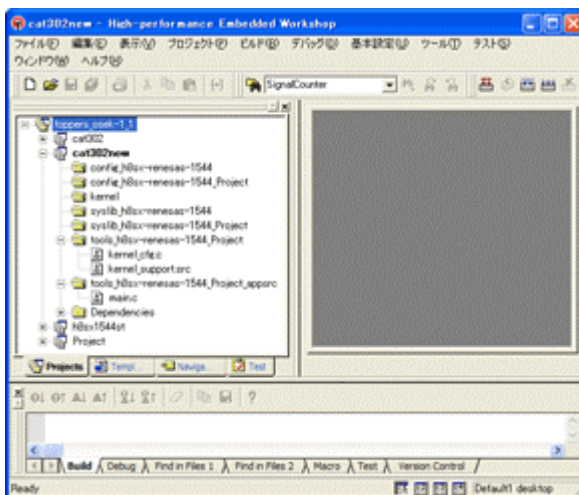 cat302new - High-performance Embedded Workshop
ファイル(F) 編集(E) 表示(V) プロジェクト(P) ビルド(B) デバッグ(D) 基本設定(U) ツール(T) テスト(S)
ウィンドウ(W) ヘルプ(H)
SignalCounter
toppers_osek-1_1
cat302
cat302new
config_h8sx-renesas-1544
config_h8sx-renesas-1544_Project
kernel
syslib_h8sx-renesas-1544
syslib_h8sx-renesas-1544_Project
tools_h8sx-renesas-1544_Project
kernel_cfg.c
kernel_support.src
tools_h8sx-renesas-1544_Project_appsrc
main.c
Dependencies
h8sx1544st
Project
Projects Templ... Naviga... Test
Build Debug Find in Files 1 Find in Files 2 Macro Test Version Control
Ready Default1 desktop